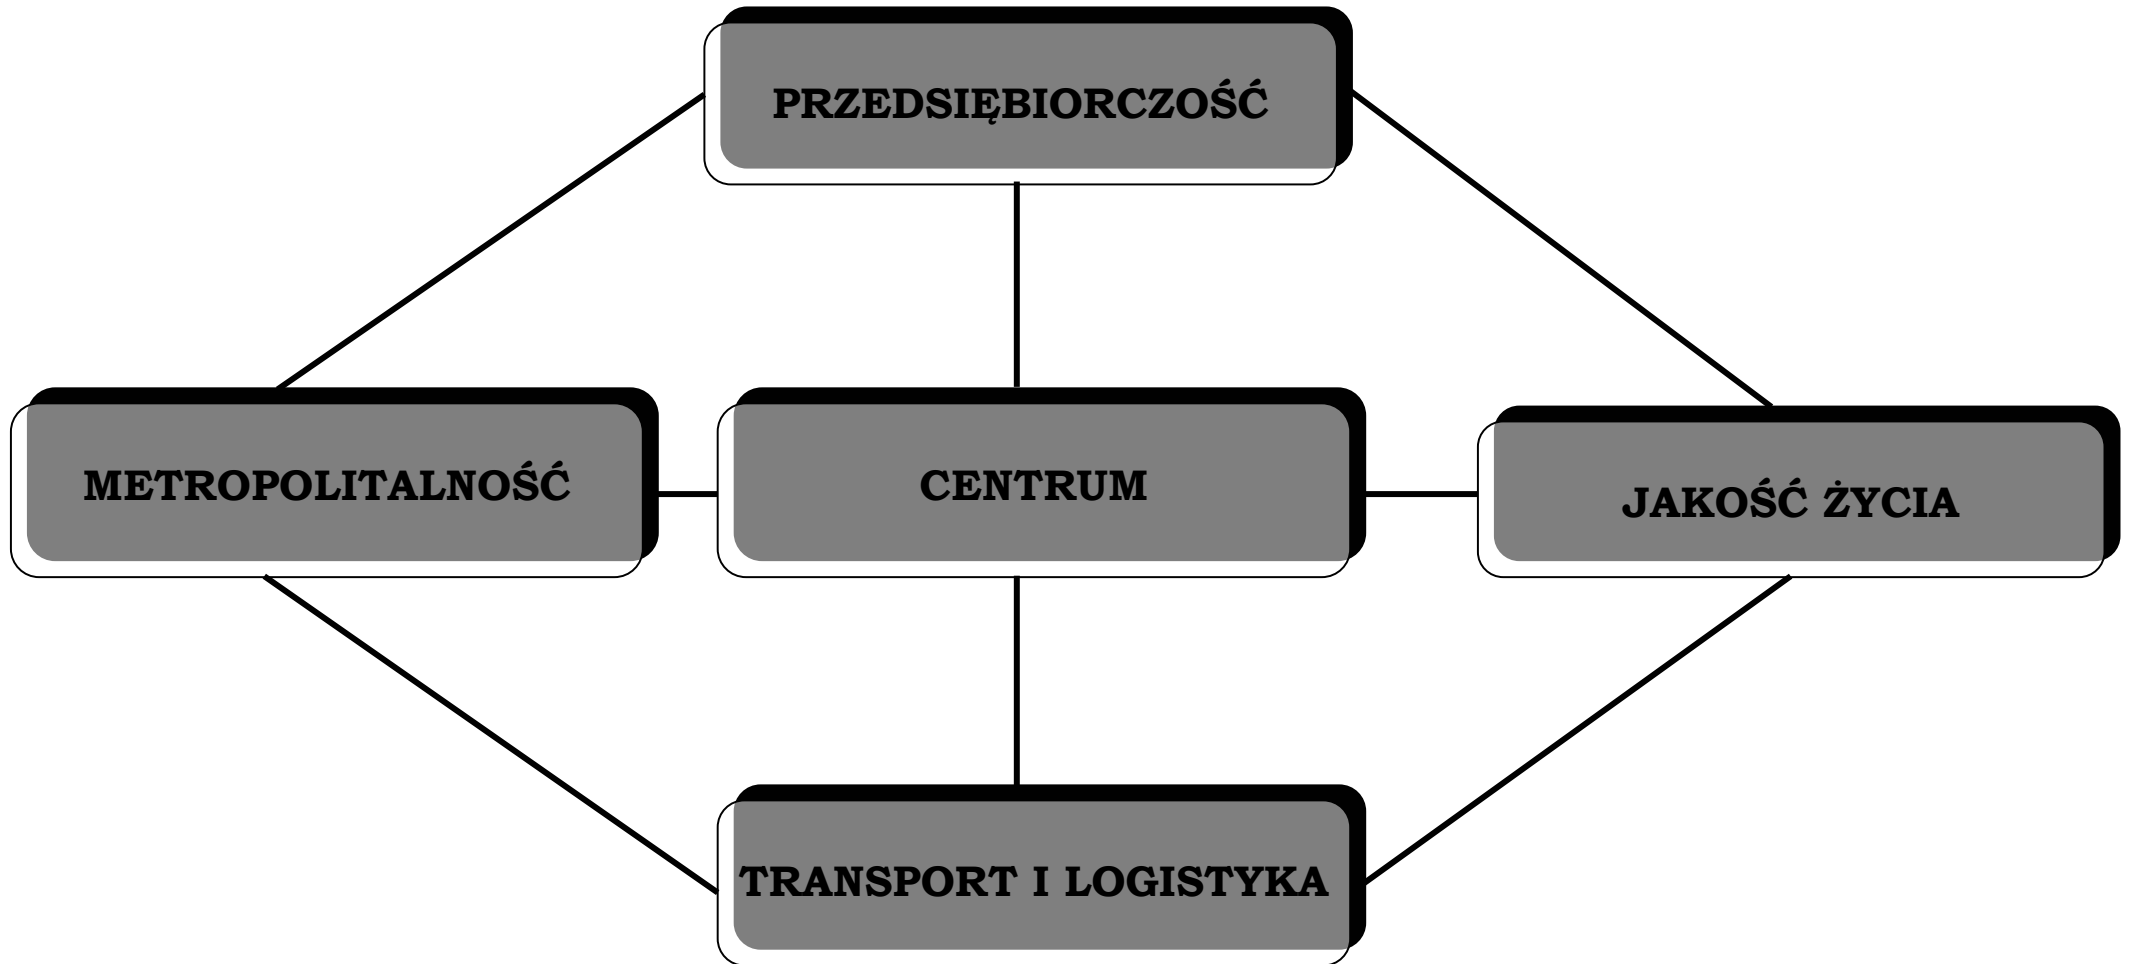 PRZEDSIĘBIORCZOŚĆ
METROPOLITALNOŚĆ
CENTRUM
JAKOŚĆ ŻYCIA
TRANSPORT I LOGISTYKA